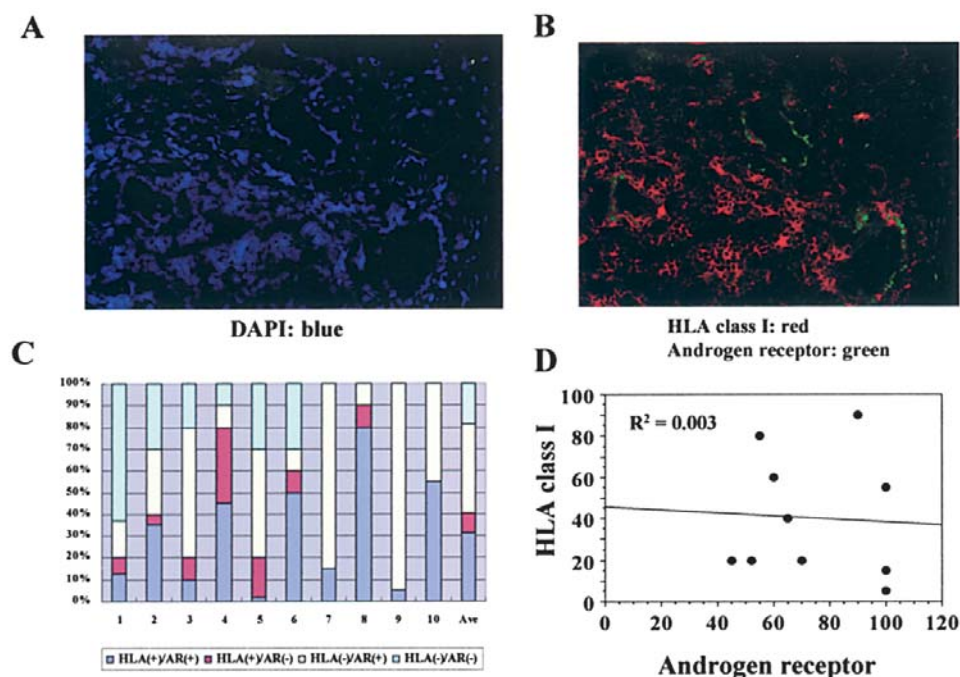 A
B
DAPI: blue
HLA class I: red
Androgen receptor: green
C
100%
90%
80%
70%
60%
50%
40%
30%
20%
10%
0%
1 2 3 4 5 6 7 8 9 10 Ave
HLA(+)/AR(+) HLA(+)/AR(-) HLA(-)/AR(+) HLA(-)/AR(-)
D
R² = 0.003
HLA class I
100
80
60
40
20
0
0 20 40 60 80 100 120
Androgen receptor